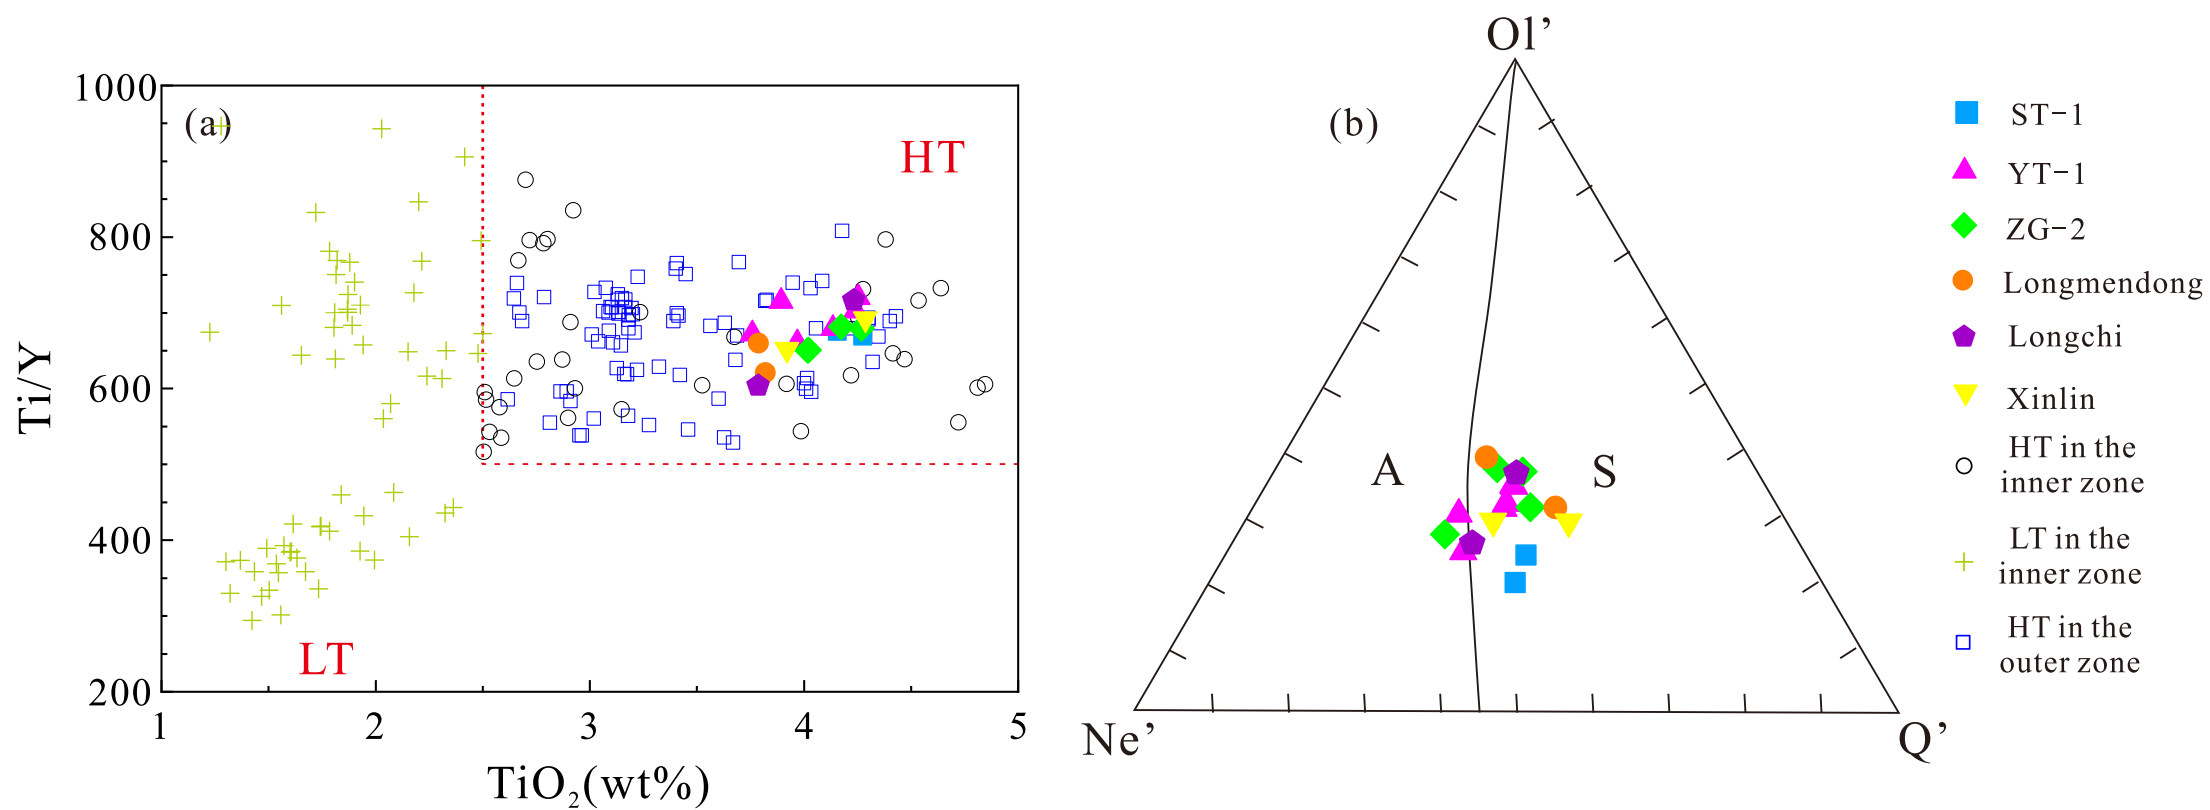 (a)
1000
800
600
400
200
Ti/Y
HT
LT
1 2 3 4 5
TiO₂(wt%)
(b)
Ol’
A S
Ne’ Q’
ST-1
YT-1
ZG-2
Longmendong
Longchi
Xinlin
HT in the
inner zone
LT in the
inner zone
HT in the
outer zone